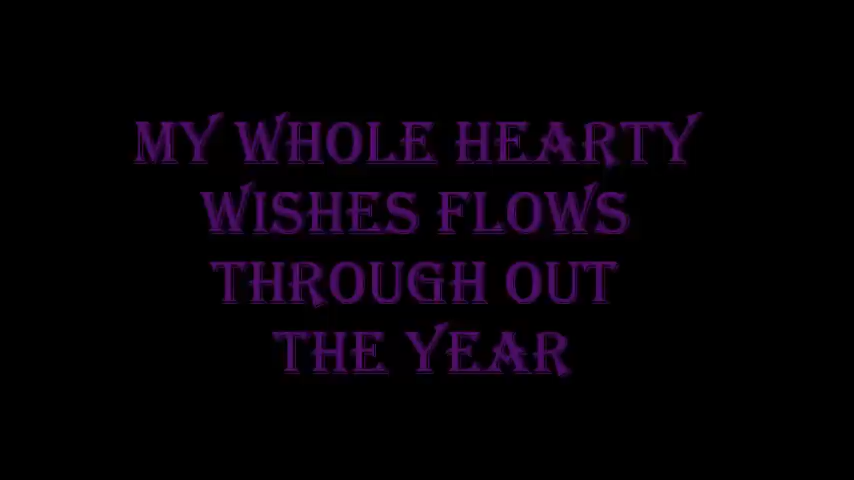 MY WHOLE HEARTY
WISHES FLOWS
THROUGH OUT
THE YEAR